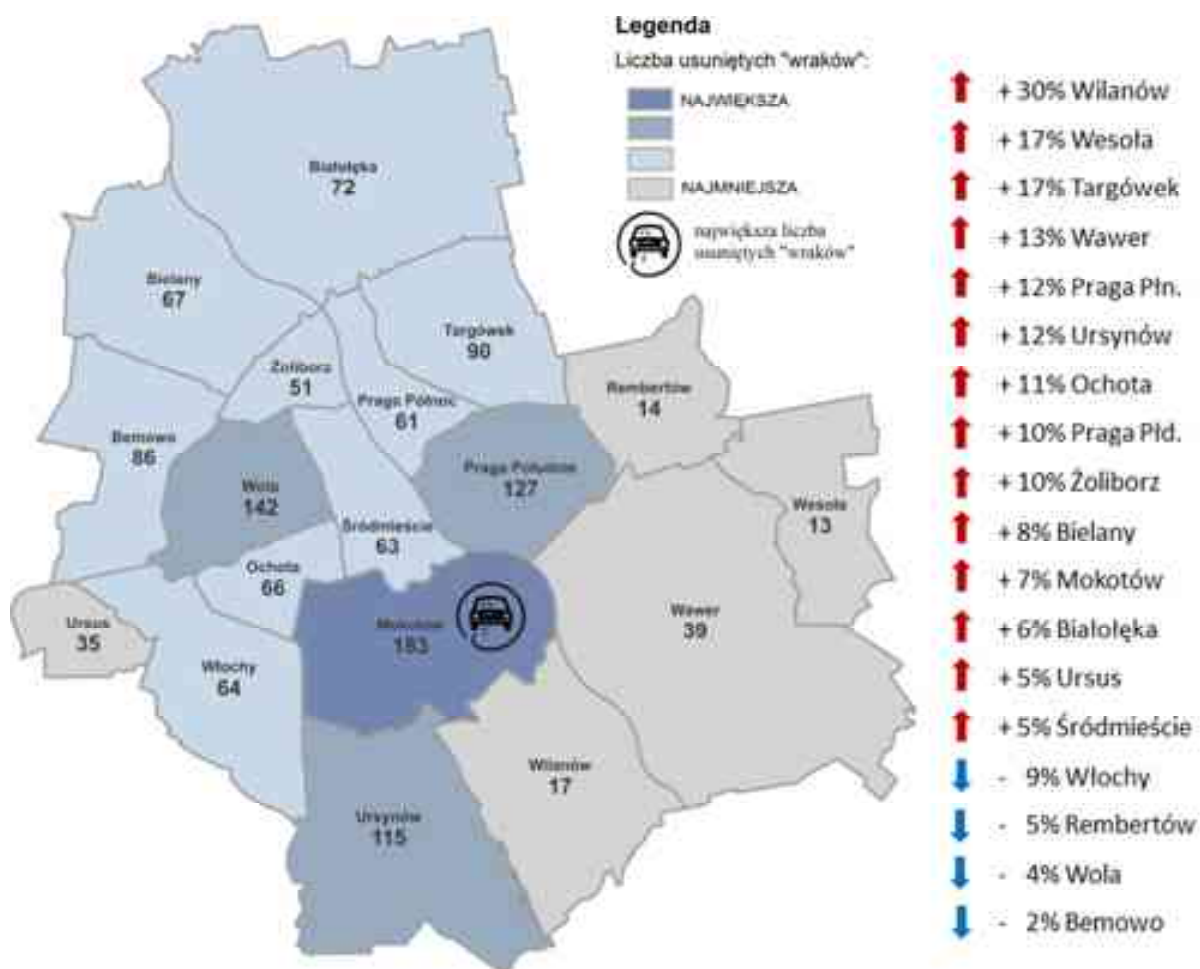 Legenda
Liczba usuniętych "wraków":
NAJWIĘKSZA
NAJMNIEJSZA
największa liczba
usuniętych "wraków"
Białołęka
72
Bielany
67
Targówek
90
Żoliborz
51
Praga Północ
61
Rembertów
14
Bemowo
86
Wola
142
Praga Południe
127
Wesoła
13
Śródmieście
63
Ochota
66
Ursus
35
Mokotów
183
Wawer
39
Włochy
64
Wilanów
17
Ursynów
115
+ 30% Wilanów
+ 17% Wesoła
+ 17% Targówek
+ 13% Wawer
+ 12% Praga Płn.
+ 12% Ursynów
+ 11% Ochota
+ 10% Praga Płd.
+ 10% Żoliborz
+ 8% Bielany
+ 7% Mokotów
+ 6% Białołęka
+ 5% Ursus
+ 5% Śródmieście
- 9% Włochy
- 5% Rembertów
- 4% Wola
- 2% Bemowo